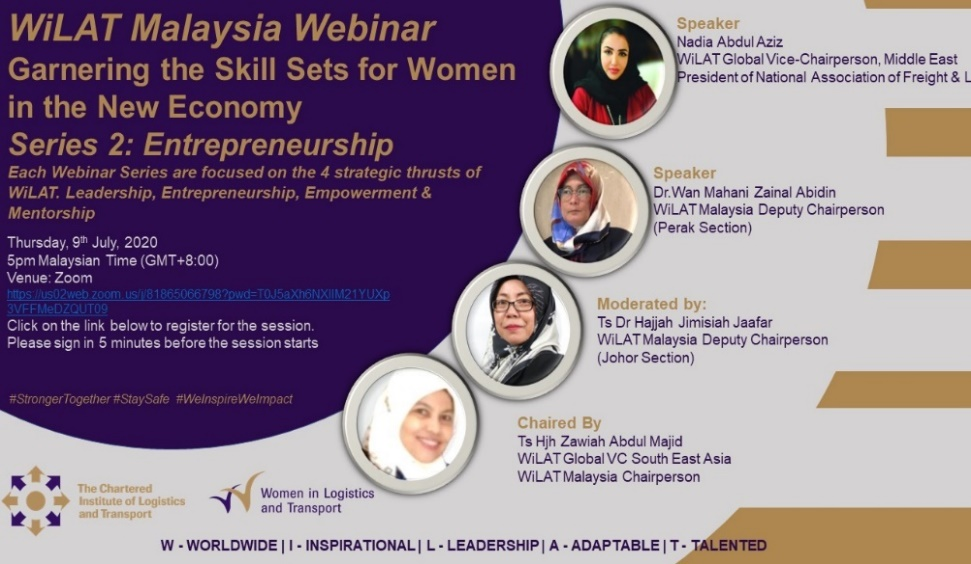 WiLAT Malaysia Webinar
Garnering the Skill Sets for Women
in the New Economy
Series 2: Entrepreneurship
Each Webinar Series are focused on the 4 strategic thrusts of
WiLAT. Leadership, Entrepreneurship, Empowerment &
Mentorship
Thursday, 9th July, 2020
5pm Malaysian Time (GMT+8:00)
Venue: Zoom
https://us02web.zoom.us/j/81865066798?pwd=T0J5aXh6NXlIM21YUXp
3VFFMeDZQUT09
Click on the link below to register for the session.
Please sign in 5 minutes before the session starts
#StrongerTogether #StaySafe #WeInspireWeImpact
Speaker
Nadia Abdul Aziz
WiLAT Global Vice-Chairperson, Middle East
President of National Association of Freight & L
Speaker
Dr.Wan Mahani Zainal Abidin
WiLAT Malaysia Deputy Chairperson
(Perak Section)
Moderated by:
Ts Dr Hajjah Jimisiah Jaafar
WiLAT Malaysia Deputy Chairperson
(Johor Section)
Chaired By
Ts Hjh Zawiah Abdul Majid
WiLAT Global VC South East Asia
WiLAT Malaysia Chairperson
The Chartered
Institute of Logistics
and Transport
Women in Logistics
and Transport
W - WORLDWIDE | I - INSPIRATIONAL | L - LEADERSHIP | A - ADAPTABLE | T - TALENTED